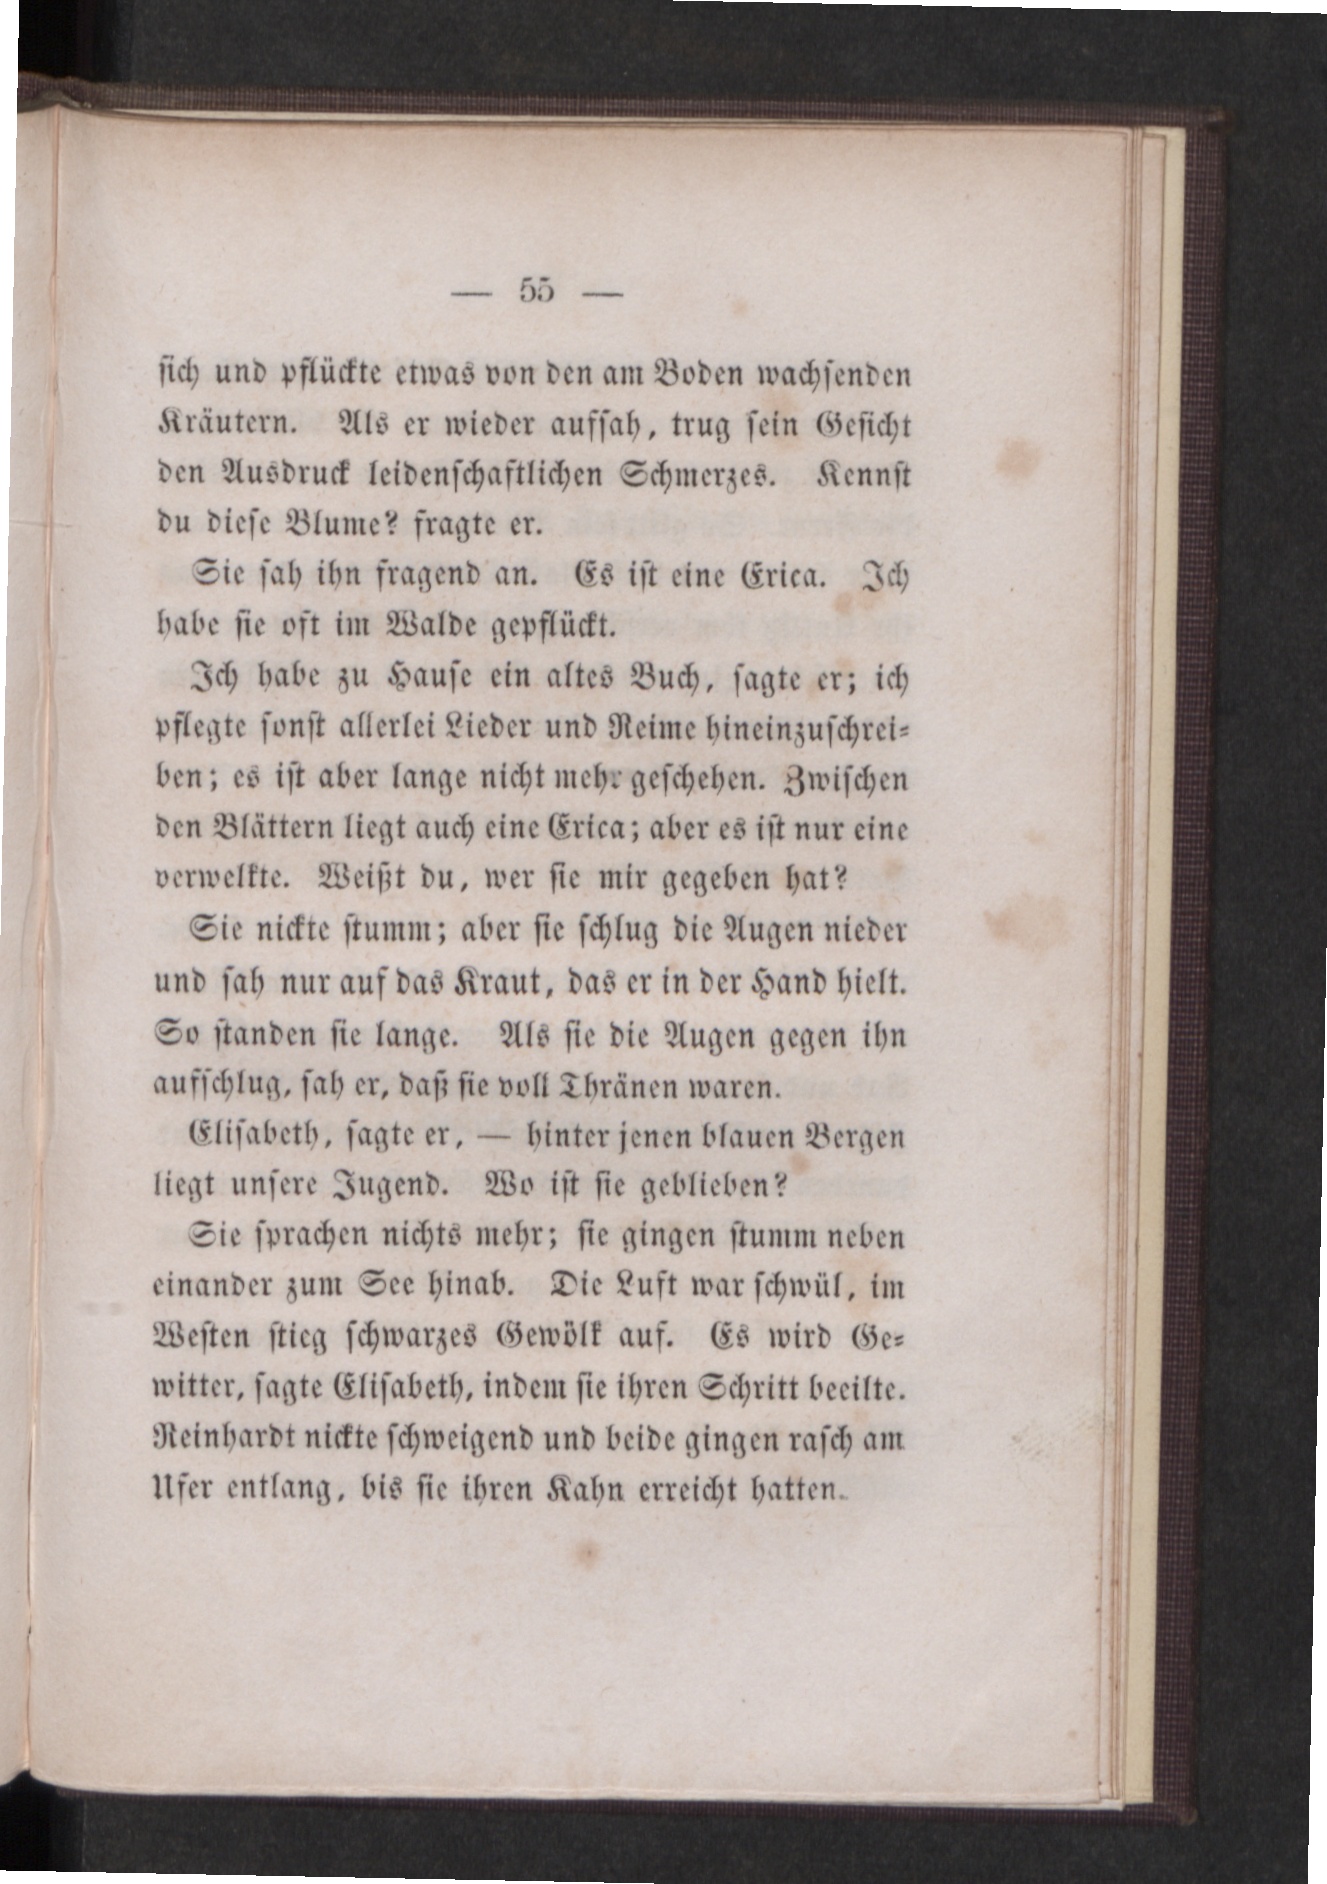 — 55 —
sich und pflückte etwas von den am Boden wachsenden
Kräutern. Als er wieder aufsah, trug sein Gesicht
den Ausdruck leidenschaftlichen Schmerzes. Kennst
du diese Blume? fragte er.
Sie sah ihn fragend an. Es ist eine Erica. Ich
habe sie oft im Walde gepflückt.
Ich habe zu Hause ein altes Buch, sagte er; ich
pflegte sonst allerlei Lieder und Reime hineinzuschrei-
ben; es ist aber lange nicht mehr geschehen. Zwischen
den Blättern liegt auch eine Erica; aber es ist nur eine
verwelkte. Weißt du, wer sie mir gegeben hat?
Sie nickte stumm; aber sie schlug die Augen nieder
und sah nur auf das Kraut, das er in der Hand hielt.
So standen sie lange. Als sie die Augen gegen ihn
aufschlug, sah er, daß sie voll Thränen waren.
Elisabeth, sagte er, — hinter jenen blauen Bergen
liegt unsere Jugend. Wo ist sie geblieben?
Sie sprachen nichts mehr; sie gingen stumm neben
einander zum See hinab. Die Luft war schwül, im
Westen stieg schwarzes Gewölk auf. Es wird Ge-
witter, sagte Elisabeth, indem sie ihren Schritt beeilte.
Reinhardt nickte schweigend und beide gingen rasch am
Ufer entlang, bis sie ihren Kahn erreicht hatten.